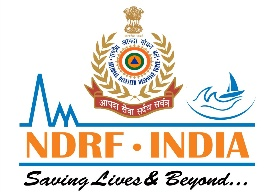 आपदा सेवा सदैव सर्वत्र
NDRF · INDIA
Saving Lives & Beyond...